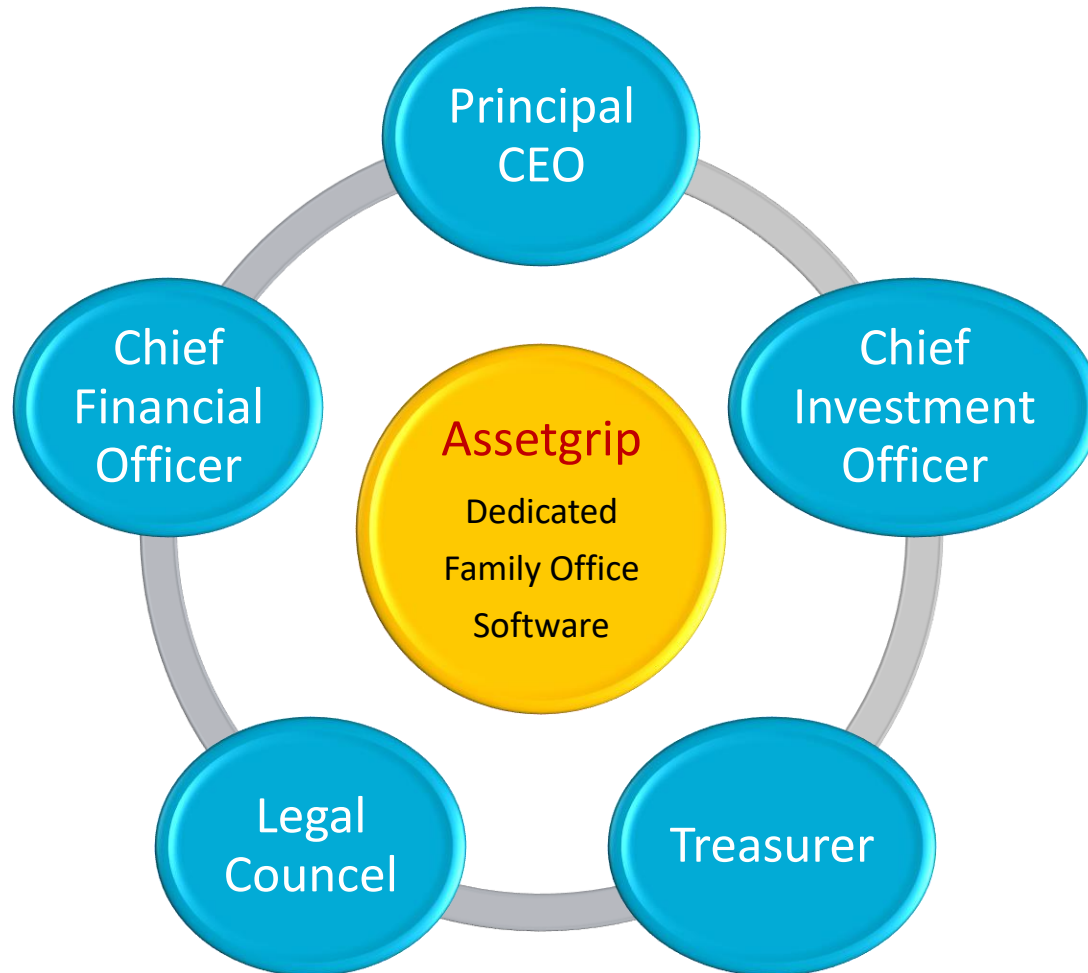 Principal
CEO
Chief
Financial
Officer
Chief
Investment
Officer
Assetgrip
Dedicated
Family Office
Software
Legal
Councel
Treasurer